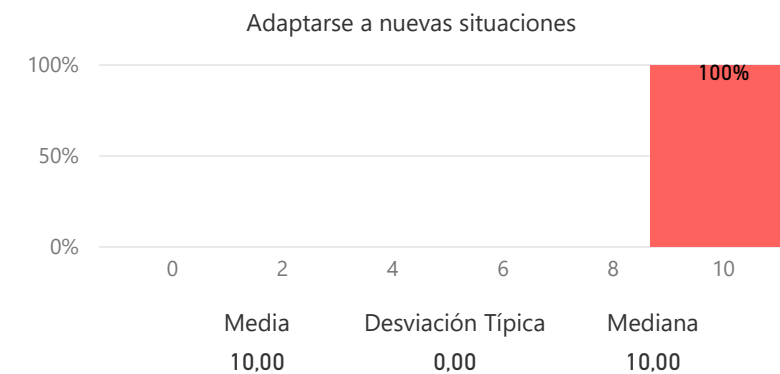 Adaptarse a nuevas situaciones
100%
100%
50%
0%
0 2 4 6 8 10
Media Desviación Típica Mediana
10,00 0,00 10,00